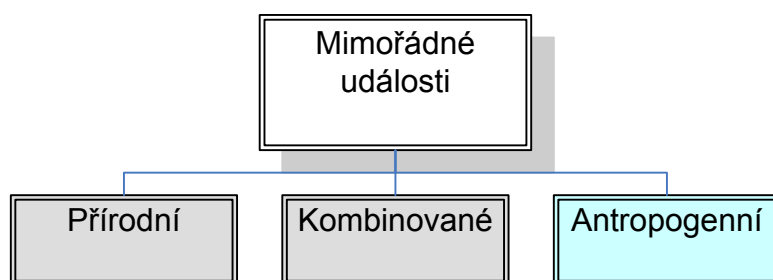 Mimořádné
události
Přírodní
Kombinované
Antropogenní